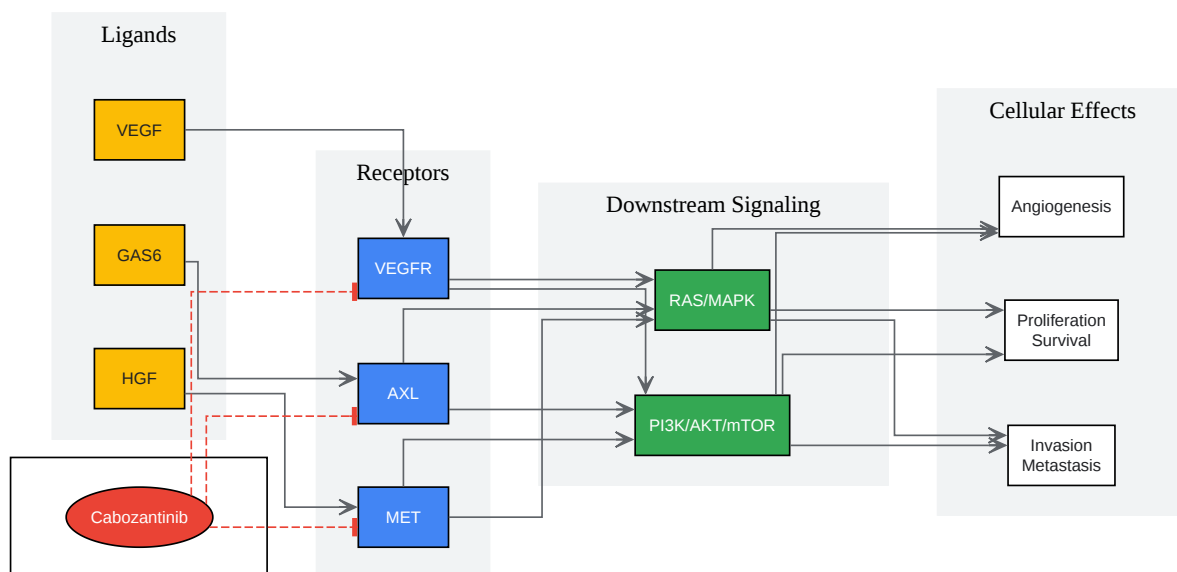 Ligands
VEGF
GAS6
HGF
Cabozantinib
Receptors
VEGFR
AXL
MET
Downstream Signaling
RAS/MAPK
PI3K/AKT/mTOR
Cellular Effects
Angiogenesis
Proliferation
Survival
Invasion
Metastasis